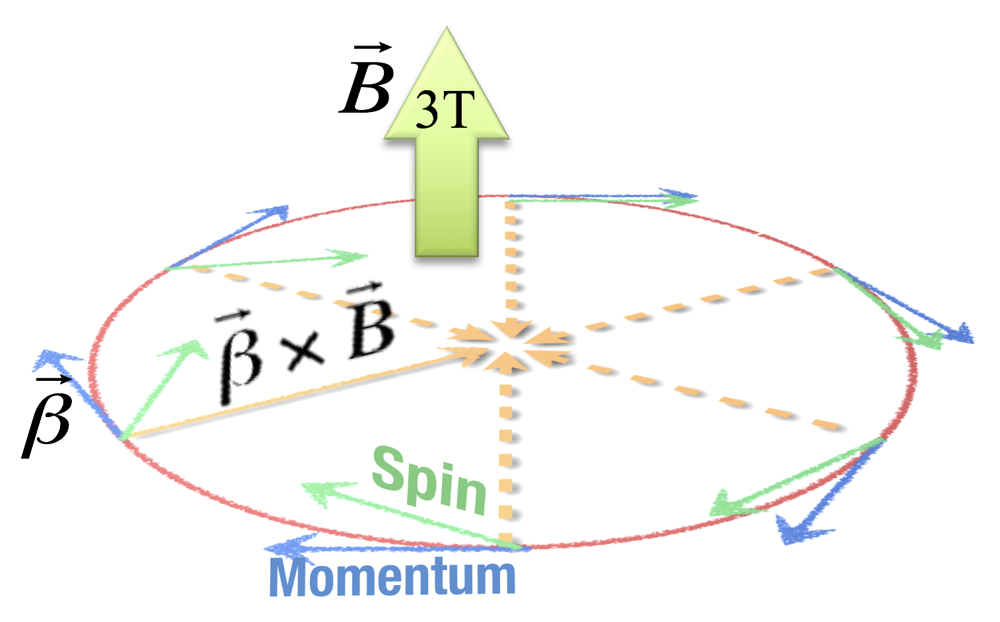 B⃗
3T
β⃗ × B⃗
β⃗
Spin
Momentum